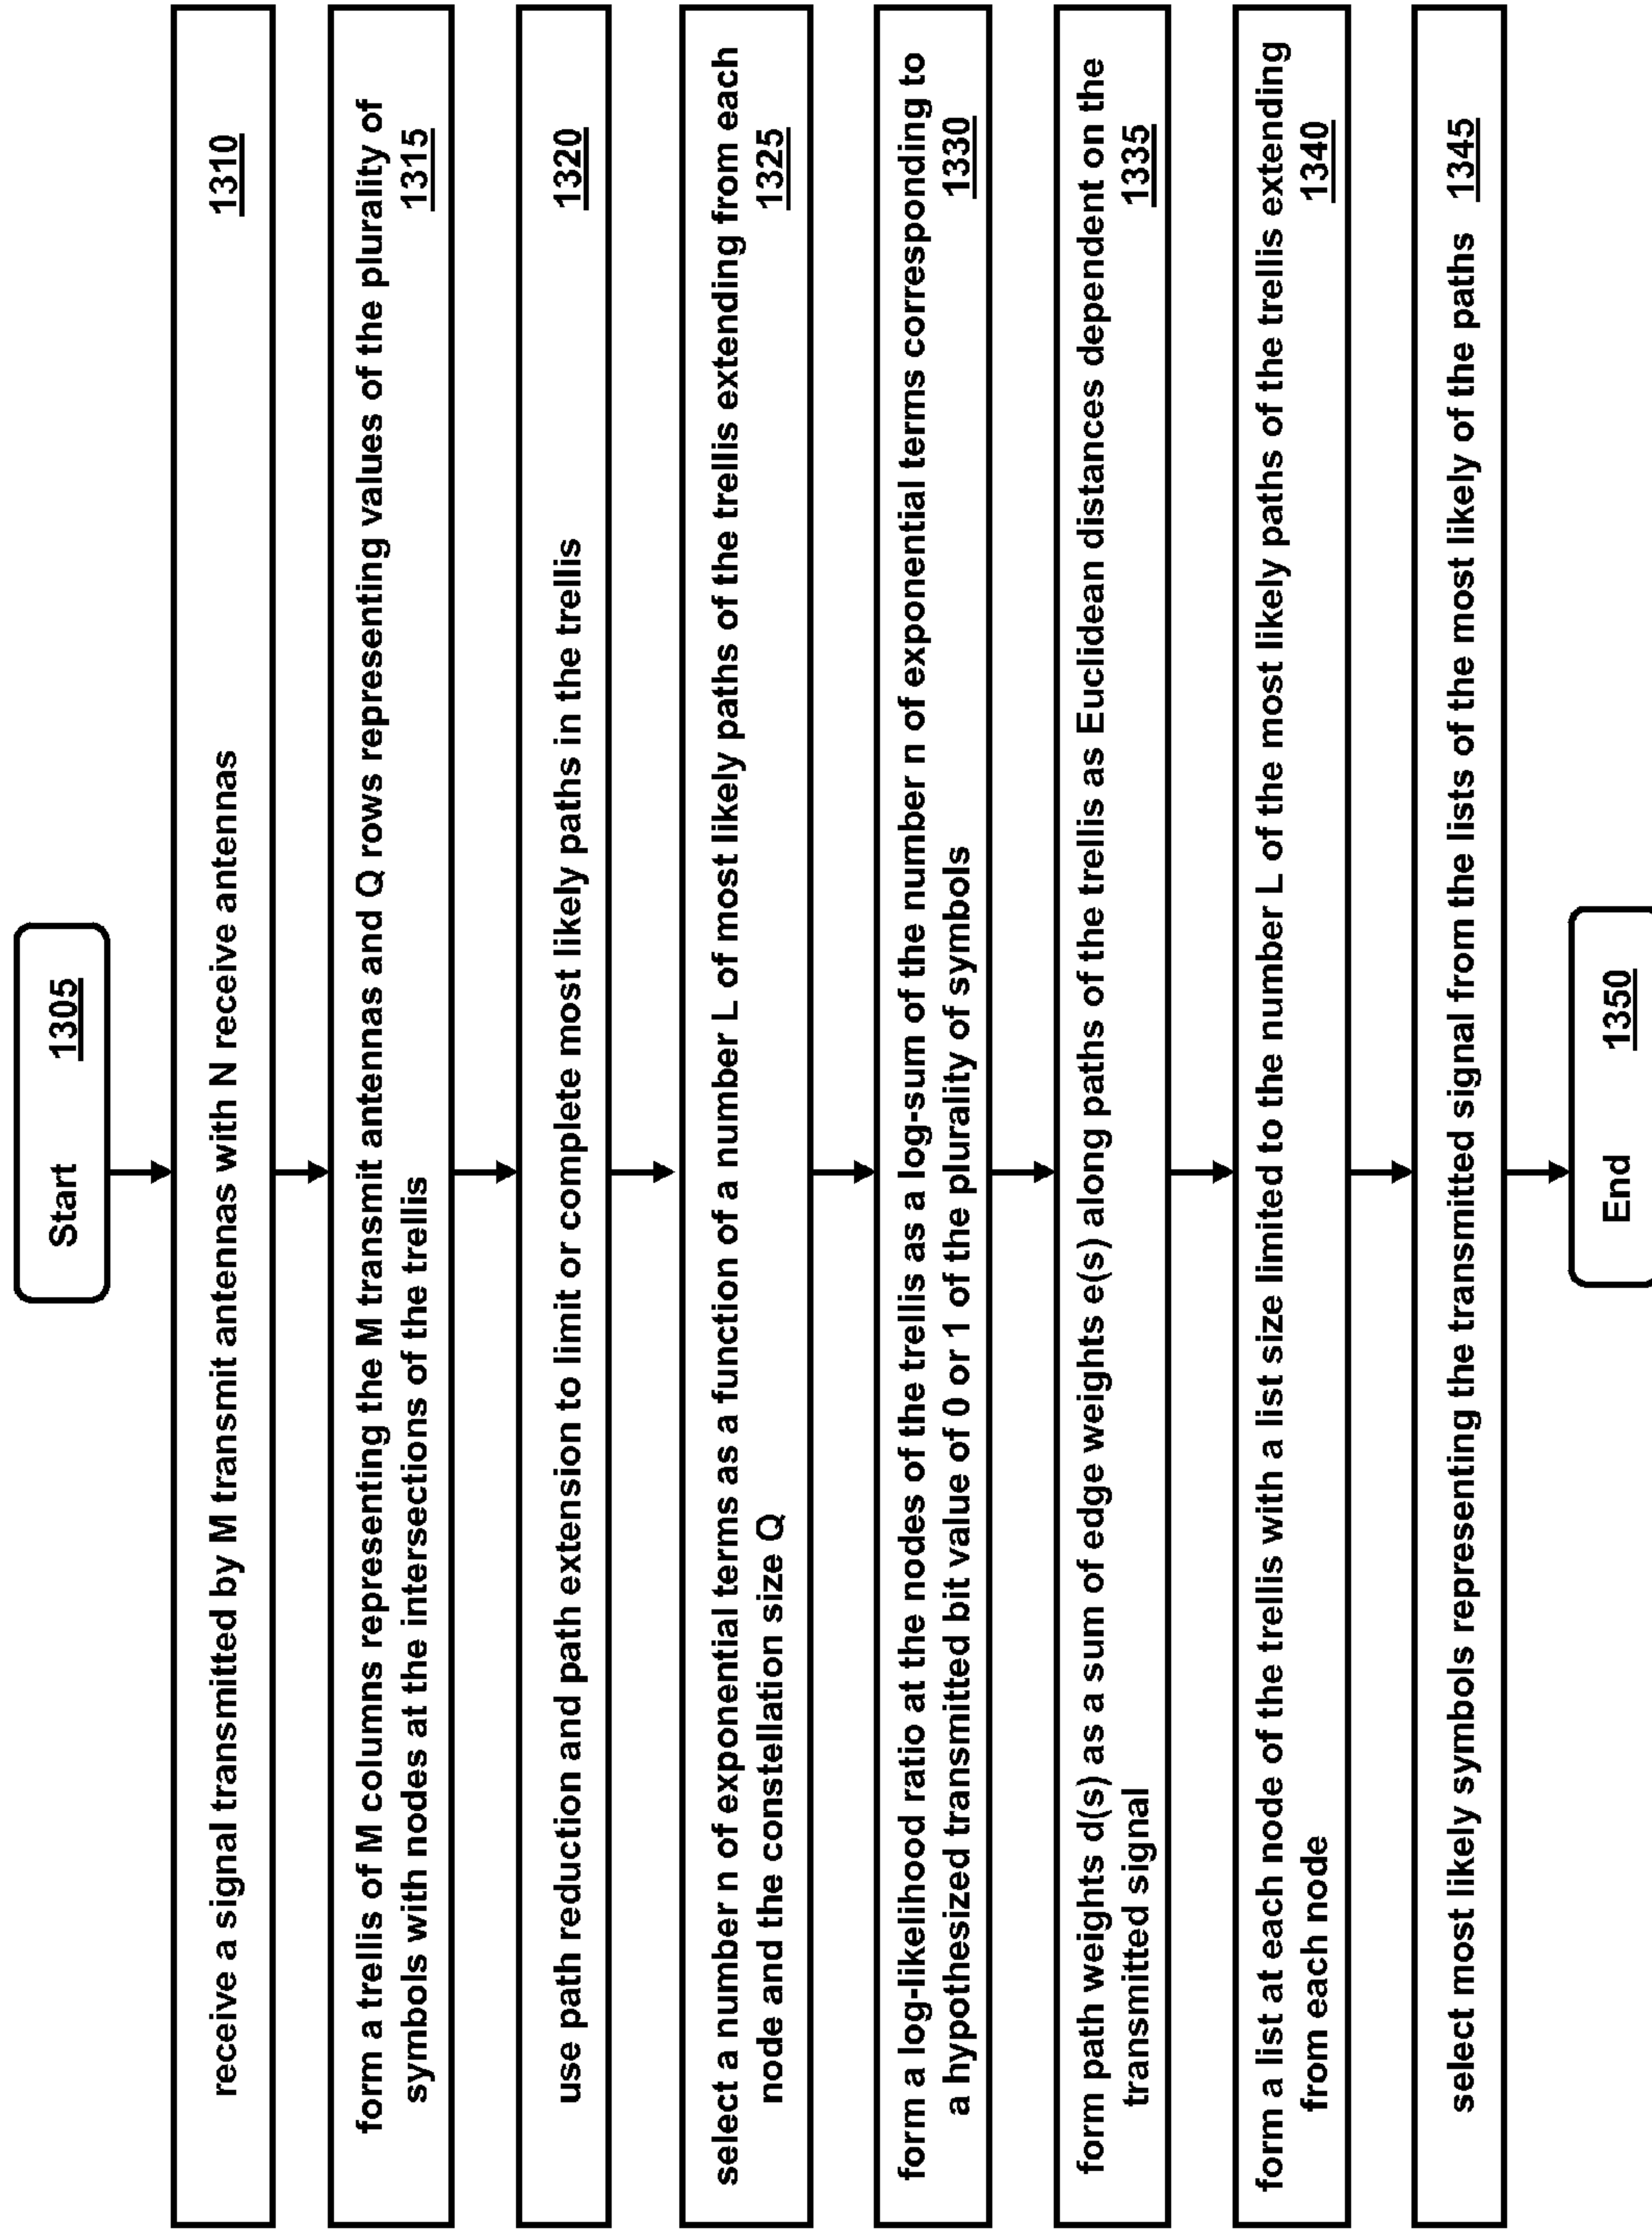 Start 1305
receive a signal transmitted by M transmit antennas with N receive antennas 1310
form a trellis of M columns representing the M transmit antennas and Q rows representing values of the plurality of
symbols with nodes at the intersections of the trellis 1315
use path reduction and path extension to limit or complete most likely paths in the trellis 1320
select a number n of exponential terms as a function of a number L of most likely paths of the trellis extending from each
node and the constellation size Q 1325
form a log-likelihood ratio at the nodes of the trellis as a log-sum of the number n of exponential terms corresponding to
a hypothesized transmitted bit value of 0 or 1 of the plurality of symbols 1330
form path weights d(s) as a sum of edge weights e(s) along paths of the trellis as Euclidean distances dependent on the
transmitted signal 1335
form a list at each node of the trellis with a list size limited to the number L of the most likely paths of the trellis extending
from each node 1340
select most likely symbols representing the transmitted signal from the lists of the most likely of the paths 1345
End 1350